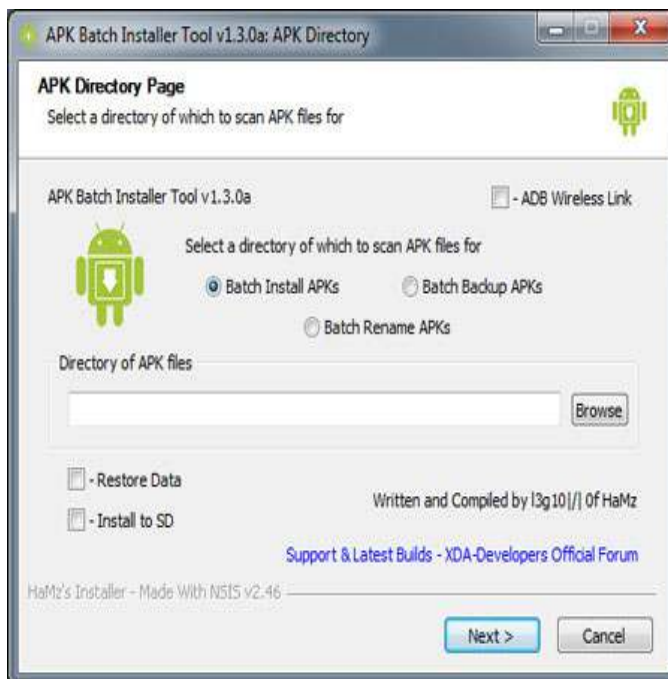 APK Batch Installer Tool v1.3.0a: APK Directory
APK Directory Page
Select a directory of which to scan APK files for
APK Batch Installer Tool v1.3.0a
- ADB Wireless Link
Select a directory of which to scan APK files for
Batch Install APKs
Batch Backup APKs
Batch Rename APKs
Directory of APK files
Browse
- Restore Data
- Install to SD
Written and Compiled by l3g10|/| 0f HaMz
Support & Latest Builds - XDA-Developers Official Forum
HaMz's Installer - Made With NSIS v2.46
Next >
Cancel